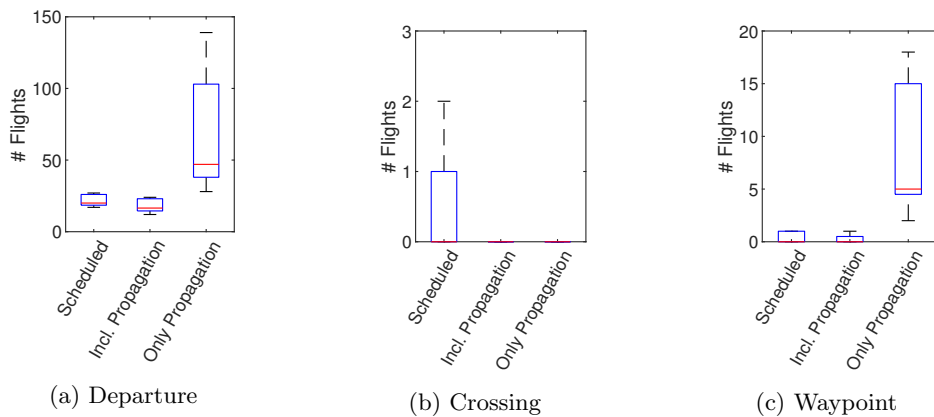 150
100
50
0
# Flights
Scheduled
Incl. Propagation
Only Propagation
(a) Departure
3
2
1
0
# Flights
Scheduled
Incl. Propagation
Only Propagation
(b) Crossing
20
15
10
5
0
# Flights
Scheduled
Incl. Propagation
Only Propagation
(c) Waypoint